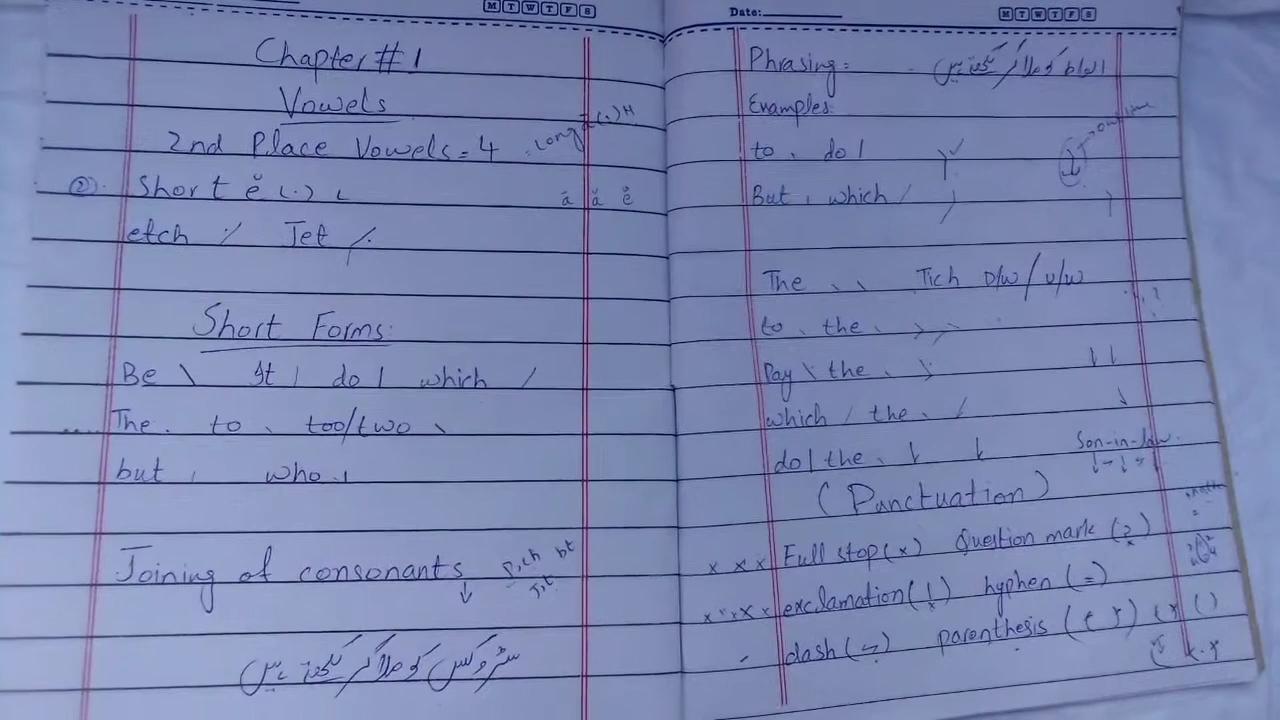 M T W T F S
Chapter # 1
Vowels
2nd Place Vowels = 4
② Short ĕ (.)
etch Jet
Short Forms:
Be \ It | do | which /
The . to too/two
but who
Joining of consonants
سٹروکس کو ملا کر لکھتے ہیں
Date:
M T W T F S
Phrasing: الفاظ کو ملا کر لکھتے ہیں
Examples:
to do |
But , which /
The Tich D/W / U/W
to the
Pay \ the
which / the
do | the
Son-in-law
(Punctuation)
x x x Full stop (x) Question mark (?)
exclamation (!) hyphen (=)
dash parenthesis